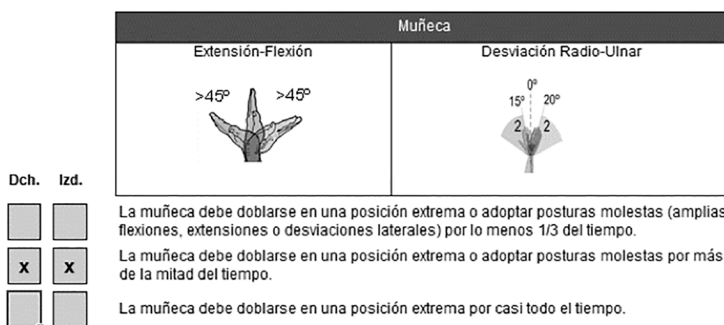 Muñeca
Extensión-Flexión
Desviación Radio-Ulnar
>45º
>45º
0º
15º
20º
2
2
Dch.
Izd.
La muñeca debe doblarse en una posición extrema o adoptar posturas molestas (amplias
flexiones, extensiones o desviaciones laterales) por lo menos 1/3 del tiempo.
x
x
La muñeca debe doblarse en una posición extrema o adoptar posturas molestas por más
de la mitad del tiempo.
La muñeca debe doblarse en una posición extrema por casi todo el tiempo.